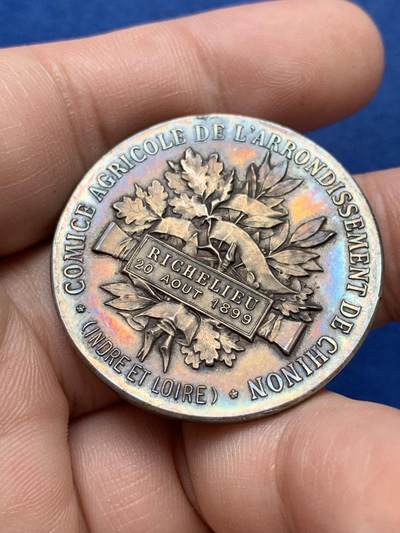 * COMICE AGRICOLE DE L'ARRONDISSEMENT DE CHINON *
(INDRE ET LOIRE)
RICHELIEU
20 AOUT 1899